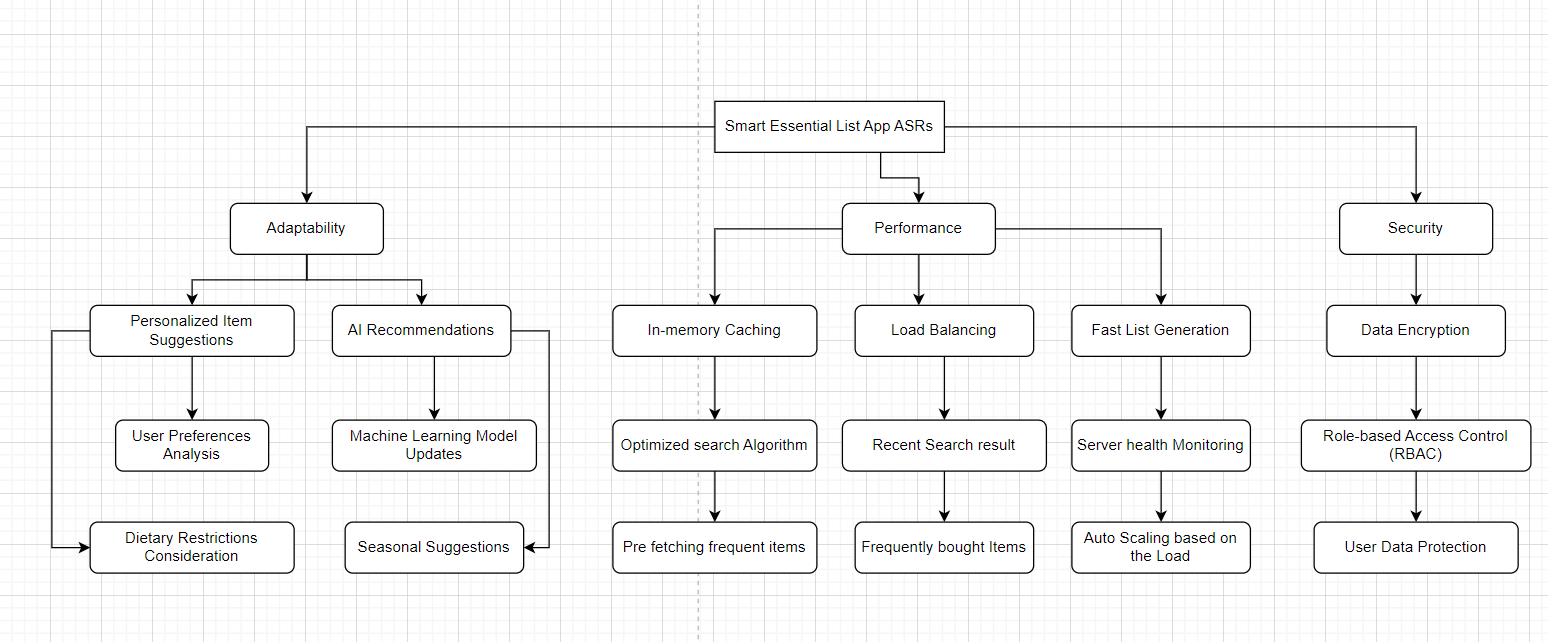 Smart Essential List App ASRs
Adaptability
Performance
Security
Personalized Item
Suggestions
AI Recommendations
In-memory Caching
Load Balancing
Fast List Generation
Data Encryption
User Preferences
Analysis
Machine Learning Model
Updates
Optimized search Algorithm
Recent Search result
Server health Monitoring
Role-based Access Control
(RBAC)
Dietary Restrictions
Consideration
Seasonal Suggestions
Pre fetching frequent items
Frequently bought Items
Auto Scaling based on
the Load
User Data Protection